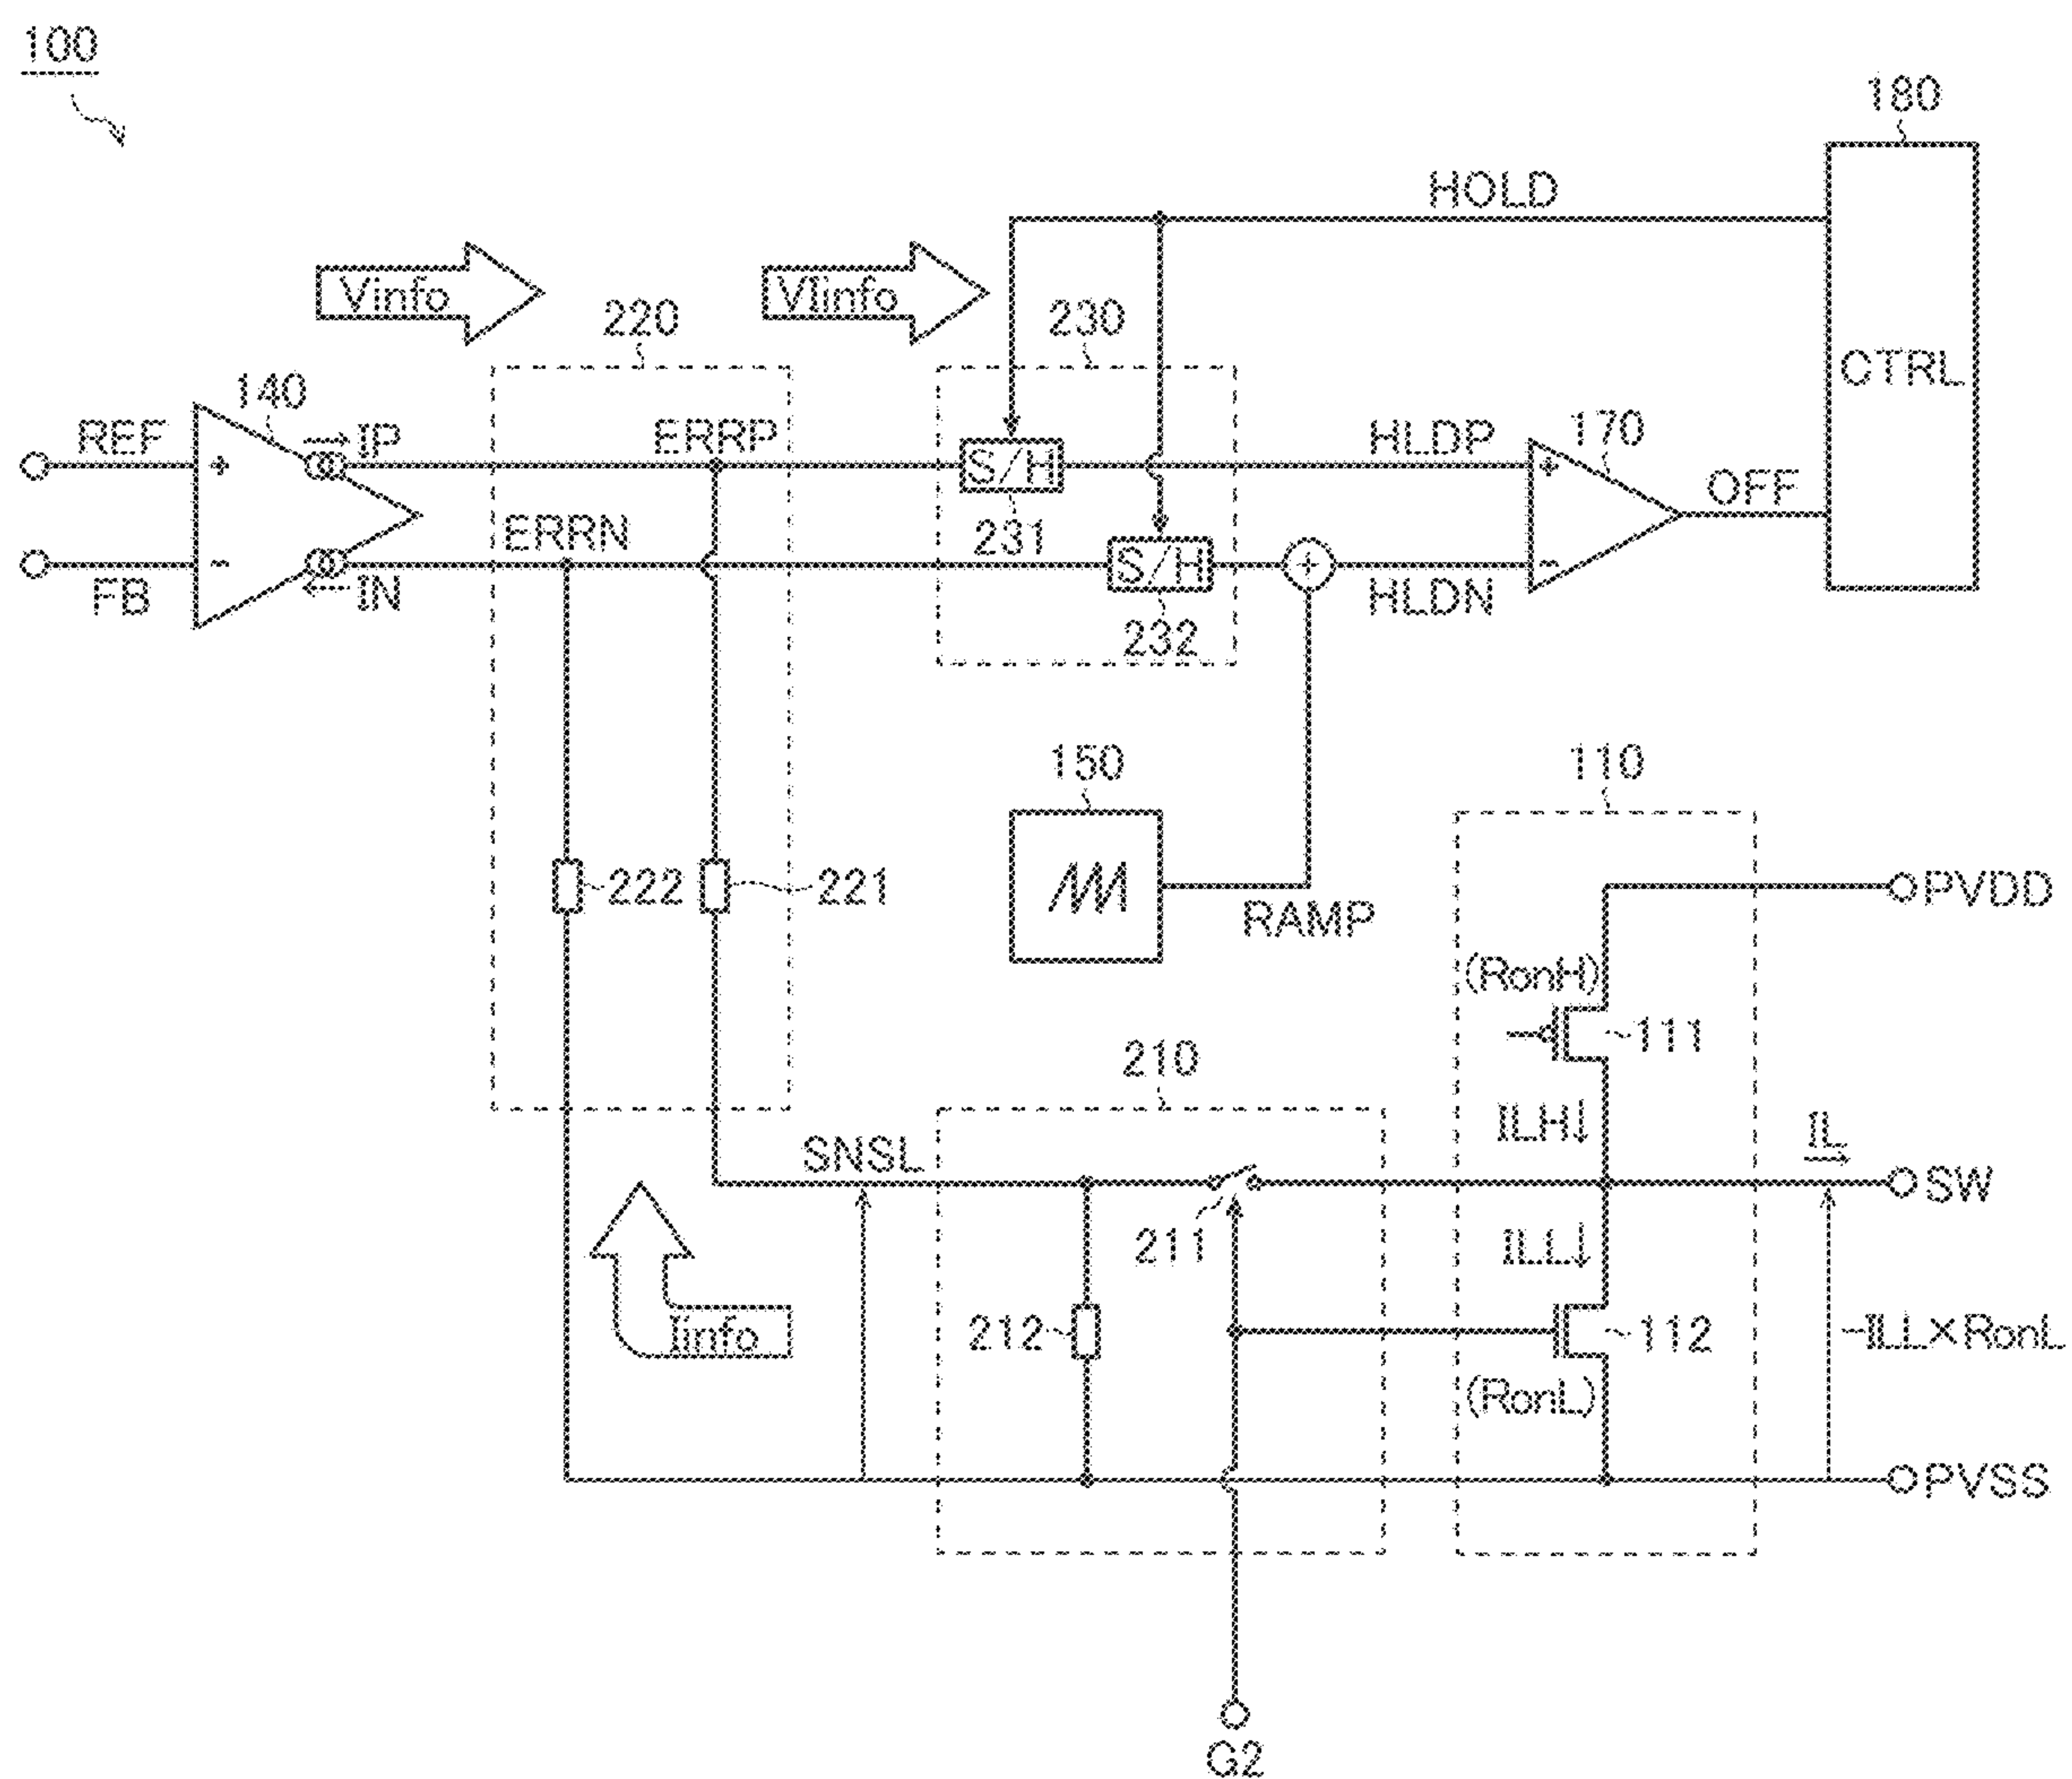 100
180
HOLD
Vinfo
VIinfo
220
230
CTRL
140
REF
+
IP
ERRP
S/H
HLDP
+
170
OFF
231
ERRN
-
S/H
+
-
FB
IN
HLDN
232
150
110
222
221
PVDD
RAMP
(RonH)
111
210
ILH↓
IL
SNSL
SW
211
ILL↓
Iinfo
212
112
-ILL×RonL
(RonL)
PVSS
G2